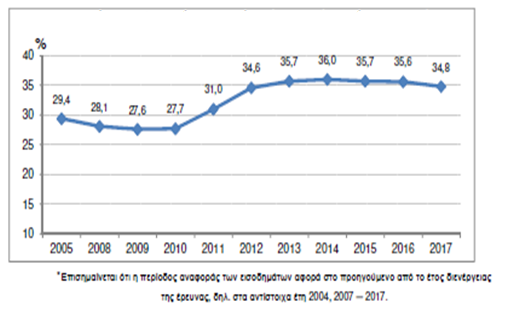 %
40
35
30
25
20
15
10
29,4 28,1 27,6 27,7 31,0 34,6 35,7 36,0 35,7 35,6 34,8
2005 2008 2009 2010 2011 2012 2013 2014 2015 2016 2017
*Επισημαίνεται ότι η περίοδος αναφοράς των εισοδημάτων αφορά στο προηγούμενο από το έτος διενέργειας
της έρευνας, δηλ. στα αντίστοιχα έτη 2004, 2007 – 2017.